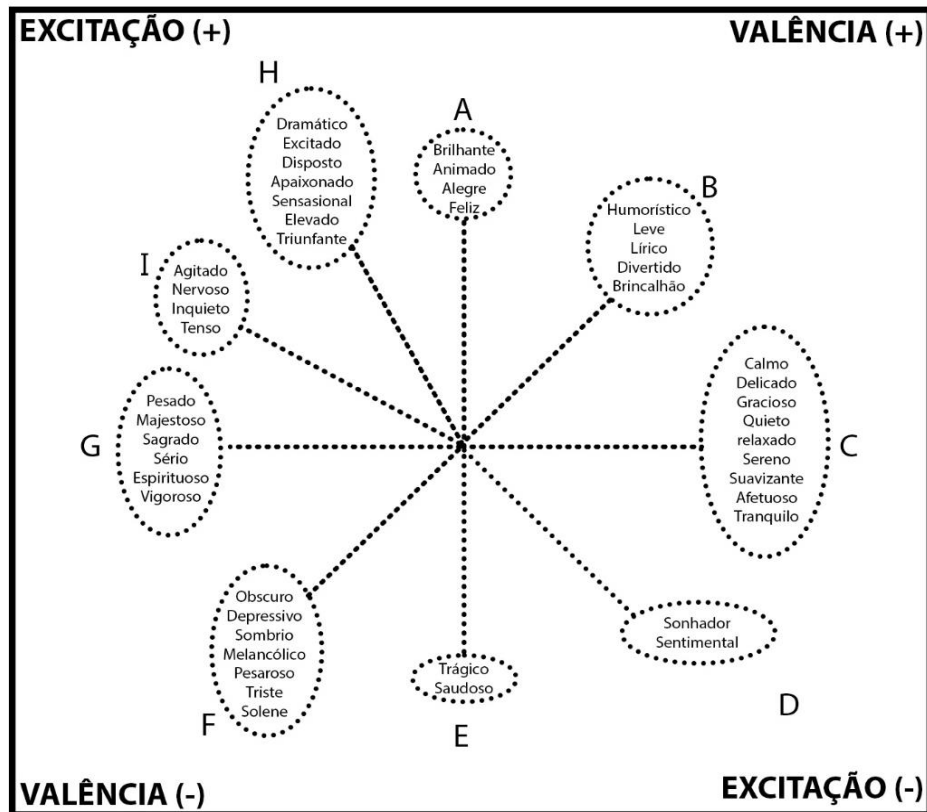 EXCITAÇÃO (+)
VALÊNCIA (+)
H
Dramático
Excitado
Disposto
Apaixonado
Sensasional
Elevado
Triunfante
A
Brilhante
Animado
Alegre
Feliz
B
Humorístico
Leve
Lírico
Divertido
Brincalhão
I
Agitado
Nervoso
Inquieto
Tenso
G
Pesado
Majestoso
Sagrado
Sério
Espirituoso
Vigoroso
C
Calmo
Delicado
Gracioso
Quieto
relaxado
Sereno
Suavizante
Afetuoso
Tranquilo
F
Obscuro
Depressivo
Sombrio
Melancólico
Pesaroso
Triste
Solene
E
Trágico
Saudoso
D
Sonhador
Sentimental
VALÊNCIA (-)
EXCITAÇÃO (-)